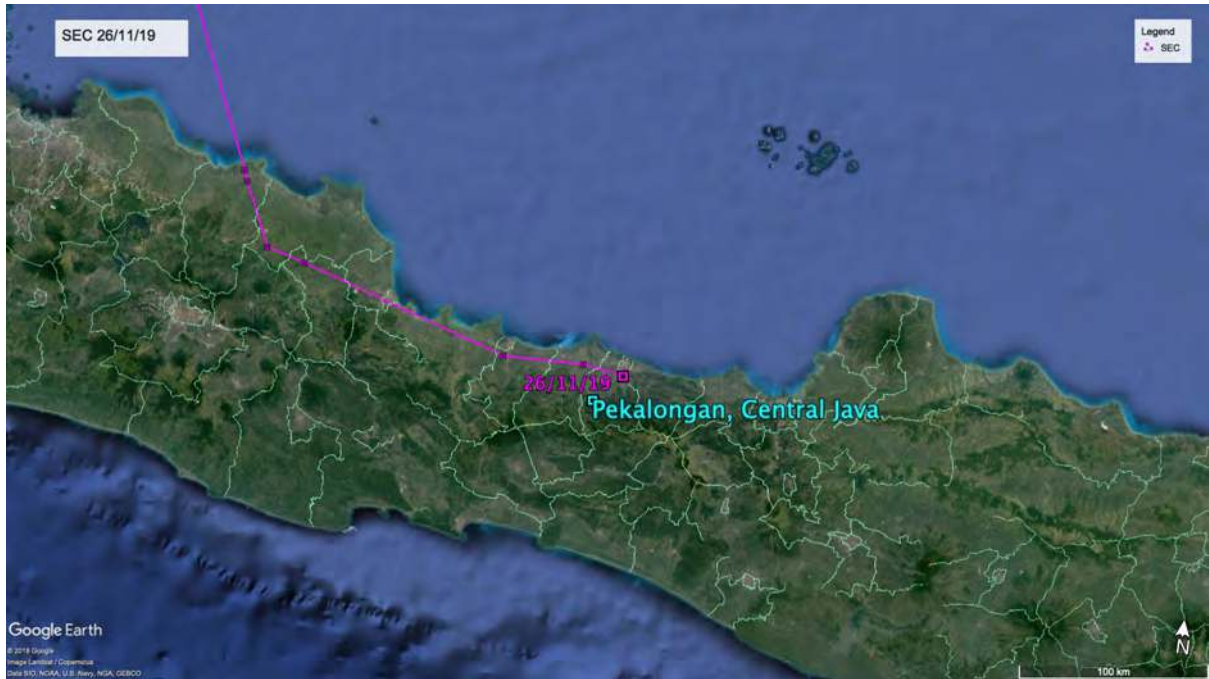 SEC 26/11/19
Legend
SEC
26/11/19
Pekalongan, Central Java
Google Earth
© 2018 Google
Image Landsat / Copernicus
Data SIO, NOAA, U.S. Navy, NGA, GEBCO
N
100 km